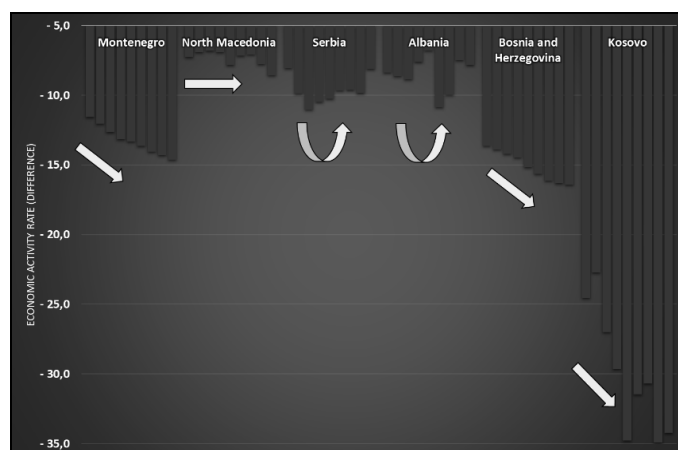 - 5,0
Montenegro
North Macedonia
Serbia
Albania
Bosnia and
Herzegovina
Kosovo
- 10,0
- 15,0
- 20,0
- 25,0
- 30,0
- 35,0
ECONOMIC ACTIVITY RATE (DIFFERENCE)